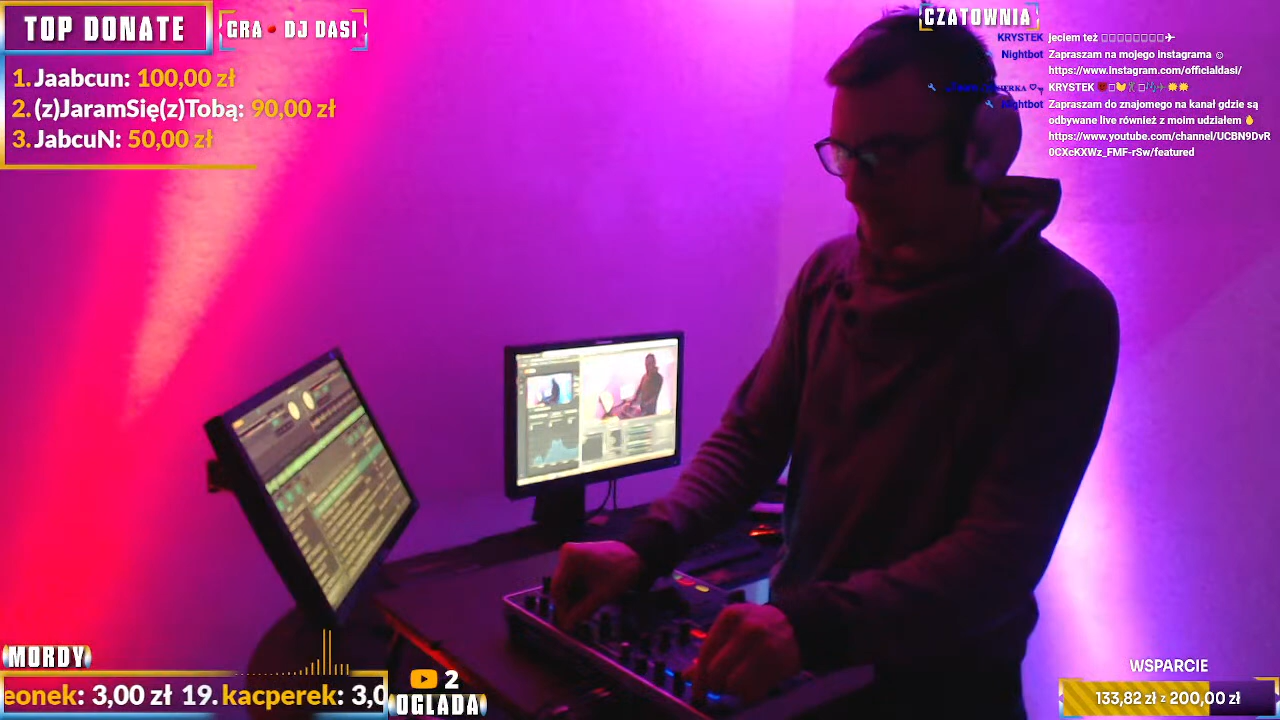 TOP DONATE
GRA DJ DASI
1. Jaabcun: 100,00 zł
2. (z)JaramSię(z)Tobą: 90,00 zł
3. JabcuN: 50,00 zł
CZATOWNIA
KRYSTEK jeciem też
Nightbot Zapraszam na mojego instagrama ☺
https://www.instagram.com/officialdasi/
KRYSTEK
Nightbot Zapraszam do znajomego na kanał gdzie są
odbywane live również z moim udziałem
https://www.youtube.com/channel/UCBN9DvR
0CXcKXWz_FMF-rSw/featured
MORDY
eonek: 3,00 zł 19. kacperek: 3,0
2
OGLADA
WSPARCIE
133,82 zł z 200,00 zł